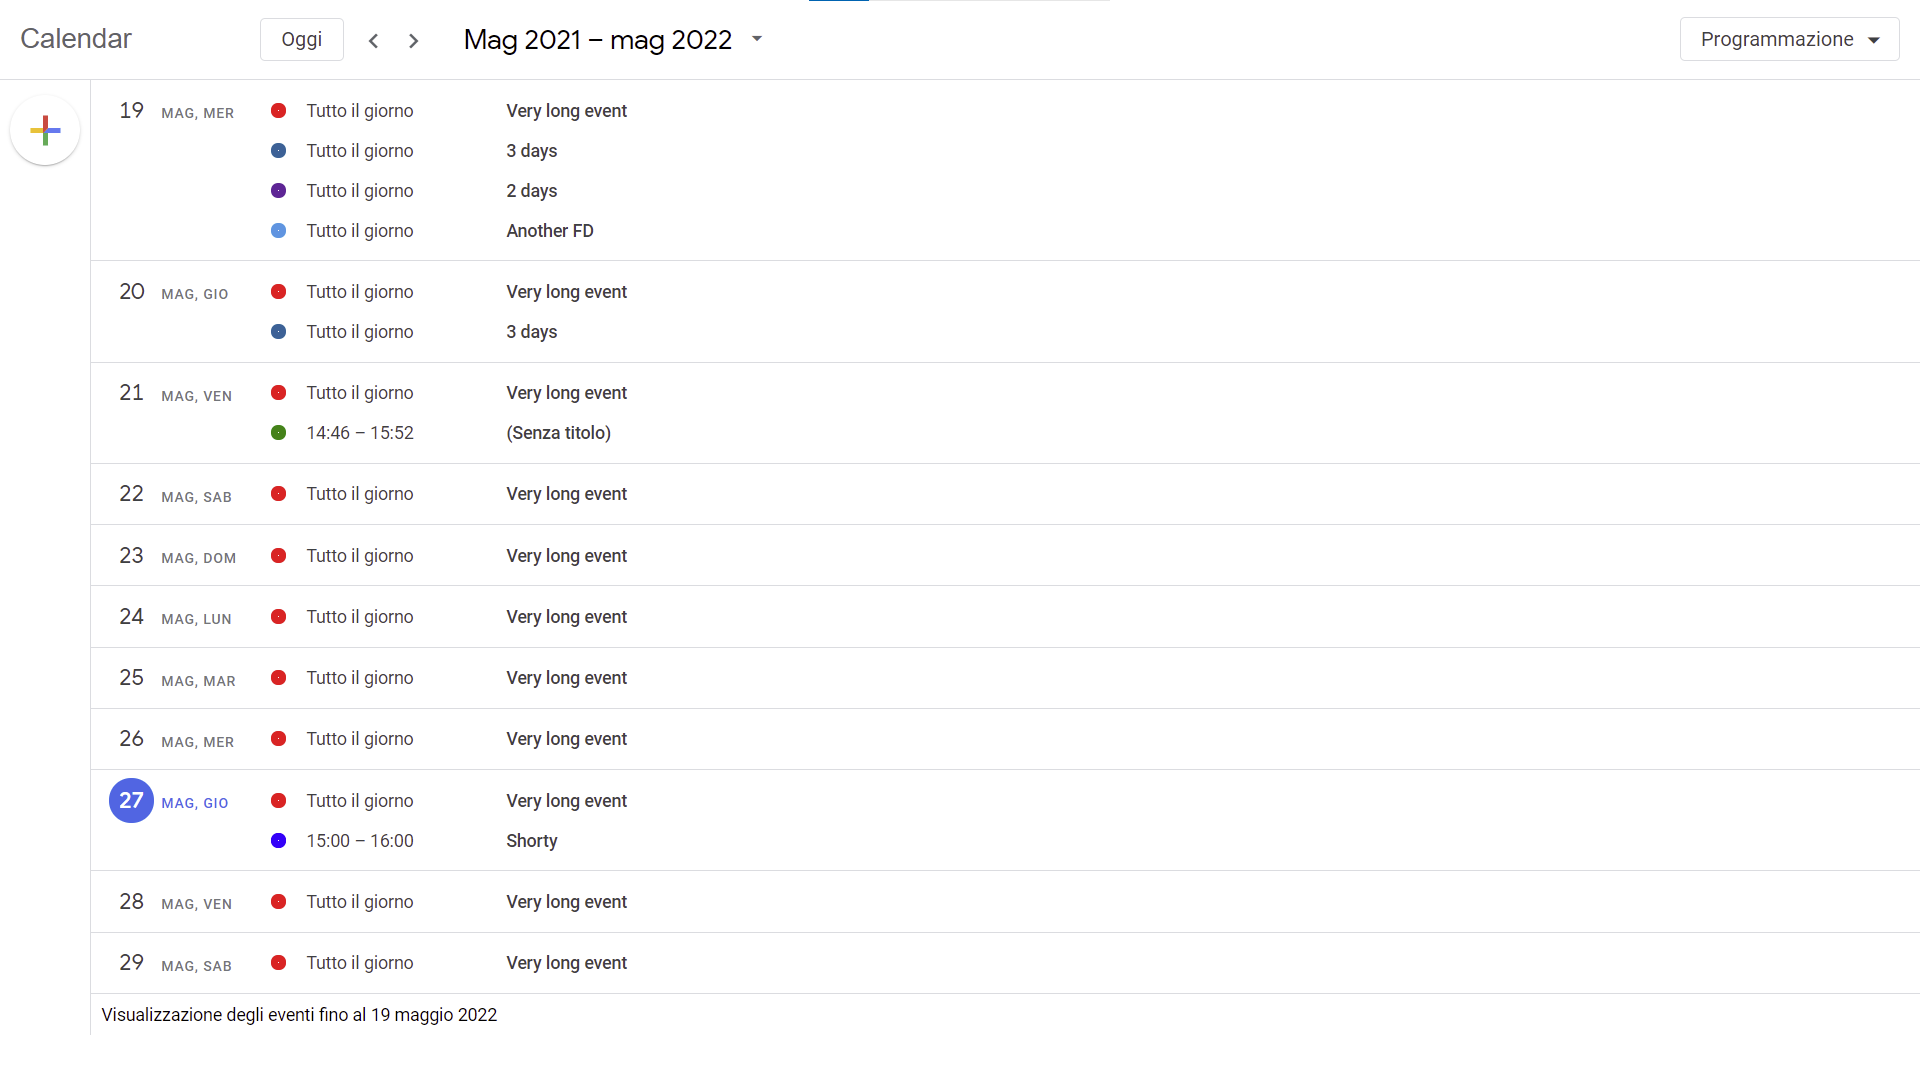 Calendar
Oggi
Mag 2021 – mag 2022
Programmazione
19 MAG, MER Tutto il giorno Very long event
Tutto il giorno 3 days
Tutto il giorno 2 days
Tutto il giorno Another FD
20 MAG, GIO Tutto il giorno Very long event
Tutto il giorno 3 days
21 MAG, VEN Tutto il giorno Very long event
14:46 – 15:52 (Senza titolo)
22 MAG, SAB Tutto il giorno Very long event
23 MAG, DOM Tutto il giorno Very long event
24 MAG, LUN Tutto il giorno Very long event
25 MAG, MAR Tutto il giorno Very long event
26 MAG, MER Tutto il giorno Very long event
27 MAG, GIO Tutto il giorno Very long event
15:00 – 16:00 Shorty
28 MAG, VEN Tutto il giorno Very long event
29 MAG, SAB Tutto il giorno Very long event
Visualizzazione degli eventi fino al 19 maggio 2022